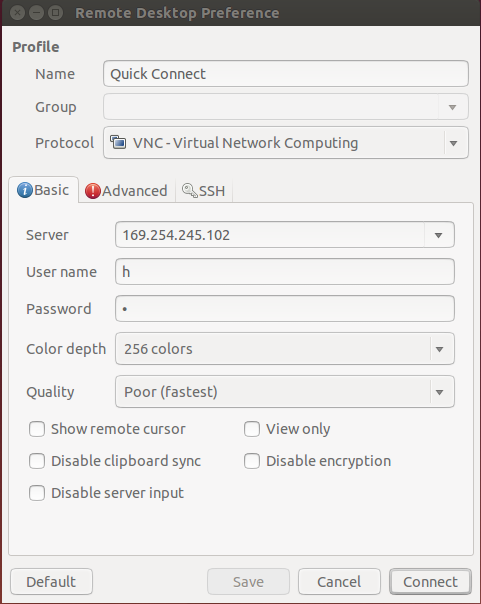 Remote Desktop Preference
Profile
Name Quick Connect
Group
Protocol VNC - Virtual Network Computing
Basic Advanced SSH
Server 169.254.245.102
User name h
Password •
Color depth 256 colors
Quality Poor (fastest)
Show remote cursor View only
Disable clipboard sync Disable encryption
Disable server input
Default Save Cancel Connect